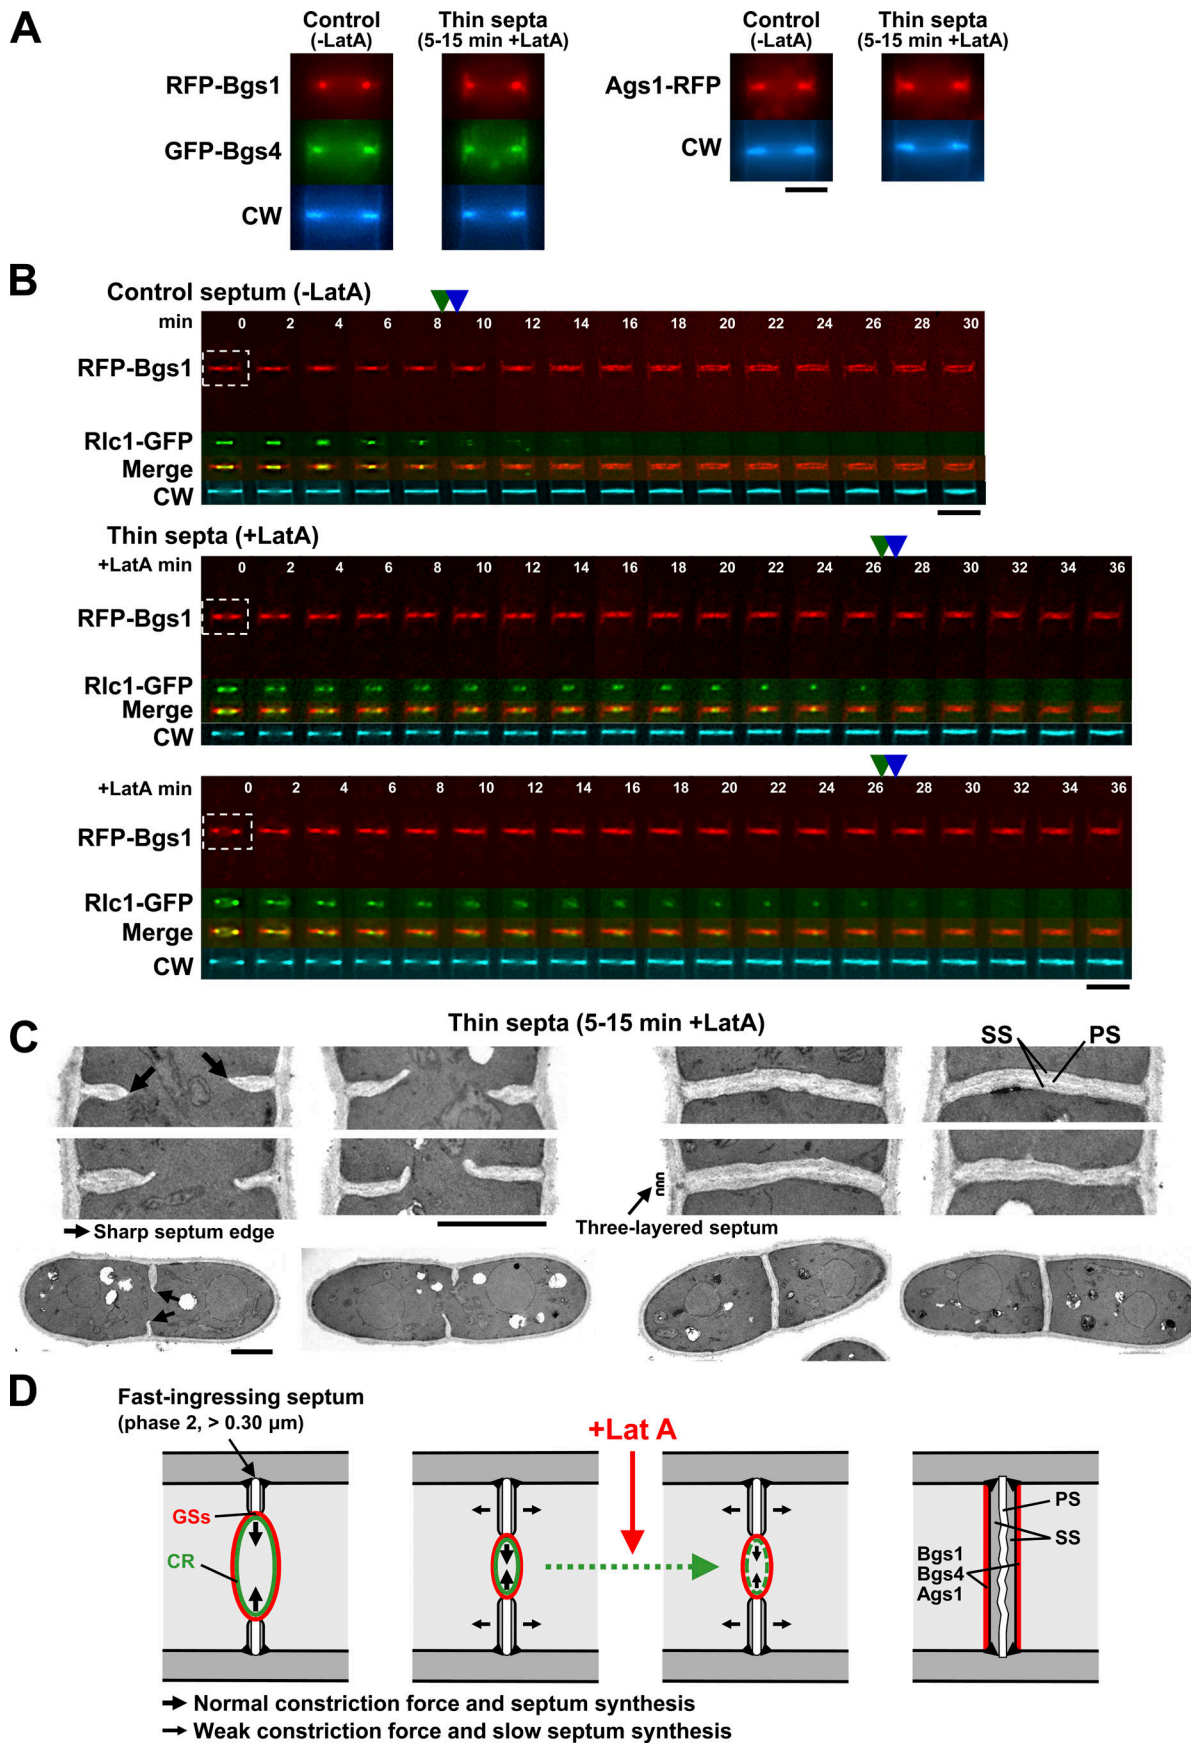 A
Control
(-LatA)
Thin septa
(5-15 min +LatA)
RFP-Bgs1
GFP-Bgs4
CW
Control
(-LatA)
Thin septa
(5-15 min +LatA)
Ags1-RFP
CW
B
Control septum (-LatA)
min 0 2 4 6 8 10 12 14 16 18 20 22 24 26 28 30
RFP-Bgs1
Rlc1-GFP
Merge
CW
Thin septa (+LatA)
+LatA min 0 2 4 6 8 10 12 14 16 18 20 22 24 26 28 30 32 34 36
RFP-Bgs1
Rlc1-GFP
Merge
CW
+LatA min 0 2 4 6 8 10 12 14 16 18 20 22 24 26 28 30 32 34 36
RFP-Bgs1
Rlc1-GFP
Merge
CW
C
Thin septa (5-15 min +LatA)
SS PS
Sharp septum edge
Three-layered septum
D
Fast-ingressing septum
(phase 2, > 0.30 µm)
+Lat A
GSs
CR
PS
SS
Bgs1
Bgs4
Ags1
Normal constriction force and septum synthesis
Weak constriction force and slow septum synthesis